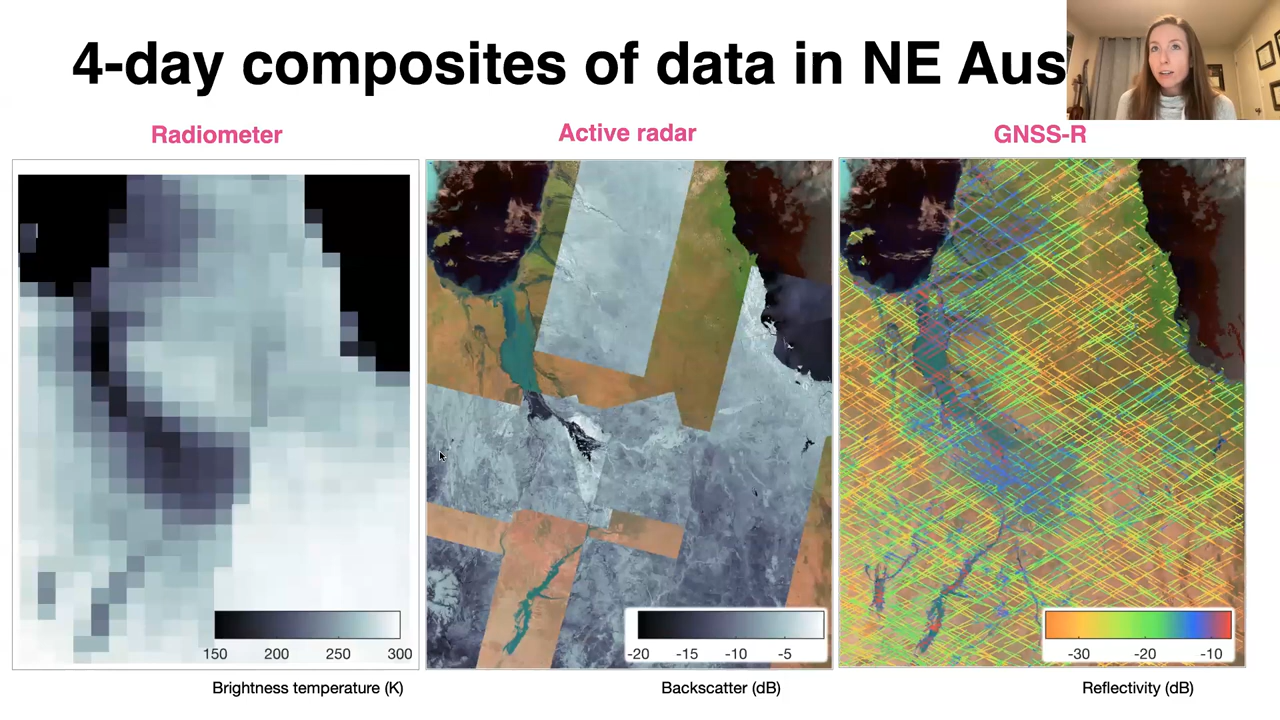 4-day composites of data in NE Aus
Radiometer
Active radar
GNSS-R
150 200 250 300
Brightness temperature (K)
-20 -15 -10 -5
Backscatter (dB)
-30 -20 -10
Reflectivity (dB)